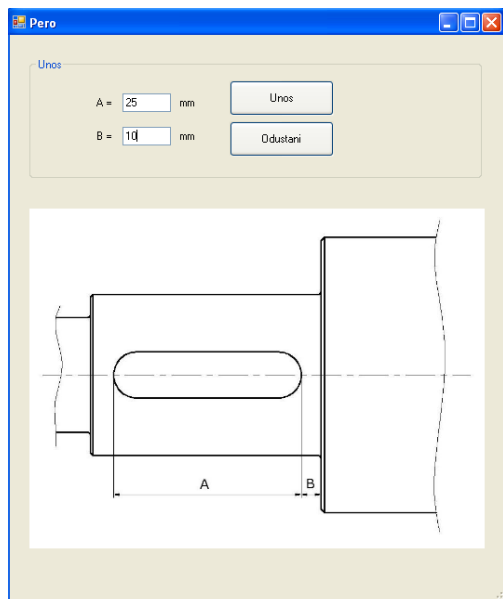 Pero
Unos
A = 25 mm
Unos
B = 10 mm
Odustani
A
B